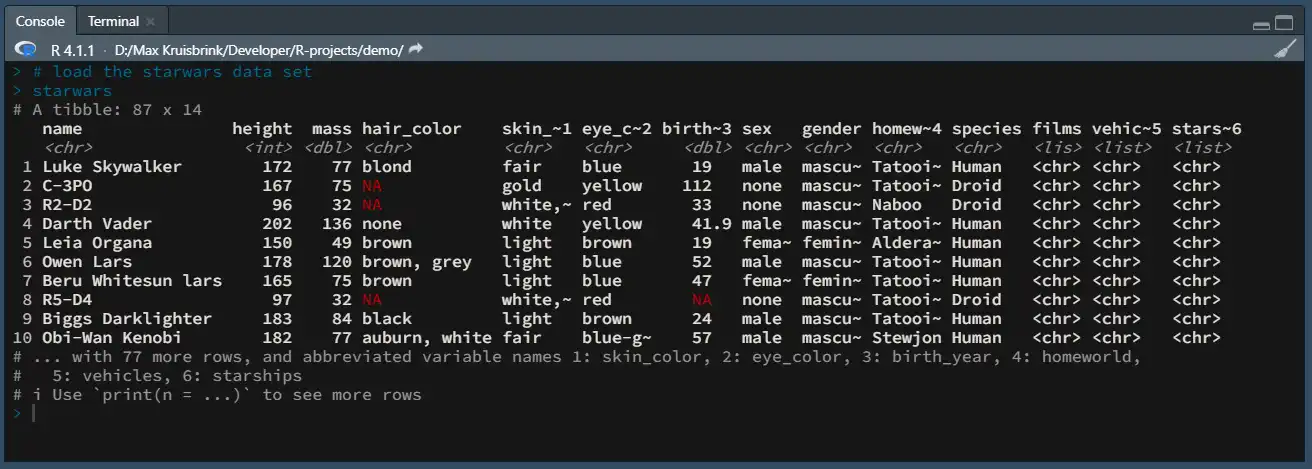 Console Terminal ×
R 4.1.1 · D:/Max Kruisbrink/Developer/R-projects/demo/
> # load the starwars data set
> starwars
# A tibble: 87 x 14
   name               height  mass hair_color    skin_~1 eye_c~2 birth~3 sex   gender homew~4 species films vehic~5 stars~6
   <chr>               <int> <dbl> <chr>         <chr>   <chr>     <dbl> <chr> <chr>  <chr>   <chr>   <lis> <list>  <list>
 1 Luke Skywalker        172    77 blond         fair    blue       19   male  mascu~ Tatooi~ Human   <chr> <chr>   <chr>
 2 C-3PO                 167    75 NA            gold    yellow    112   none  mascu~ Tatooi~ Droid   <chr> <chr>   <chr>
 3 R2-D2                  96    32 NA            white,~ red        33   none  mascu~ Naboo   Droid   <chr> <chr>   <chr>
 4 Darth Vader           202   136 none          white   yellow     41.9 male  mascu~ Tatooi~ Human   <chr> <chr>   <chr>
 5 Leia Organa           150    49 brown         light   brown      19   fema~ femin~ Aldera~ Human   <chr> <chr>   <chr>
 6 Owen Lars             178   120 brown, grey   light   blue       52   male  mascu~ Tatooi~ Human   <chr> <chr>   <chr>
 7 Beru Whitesun lars    165    75 brown         light   blue       47   fema~ femin~ Tatooi~ Human   <chr> <chr>   <chr>
 8 R5-D4                  97    32 NA            white,~ red        NA   none  mascu~ Tatooi~ Droid   <chr> <chr>   <chr>
 9 Biggs Darklighter     183    84 black         light   brown      24   male  mascu~ Tatooi~ Human   <chr> <chr>   <chr>
10 Obi-Wan Kenobi        182    77 auburn, white fair    blue-g~    57   male  mascu~ Stewjon Human   <chr> <chr>   <chr>
# ... with 77 more rows, and abbreviated variable names 1: skin_color, 2: eye_color, 3: birth_year, 4: homeworld,
#   5: vehicles, 6: starships
# i Use `print(n = ...)` to see more rows
>